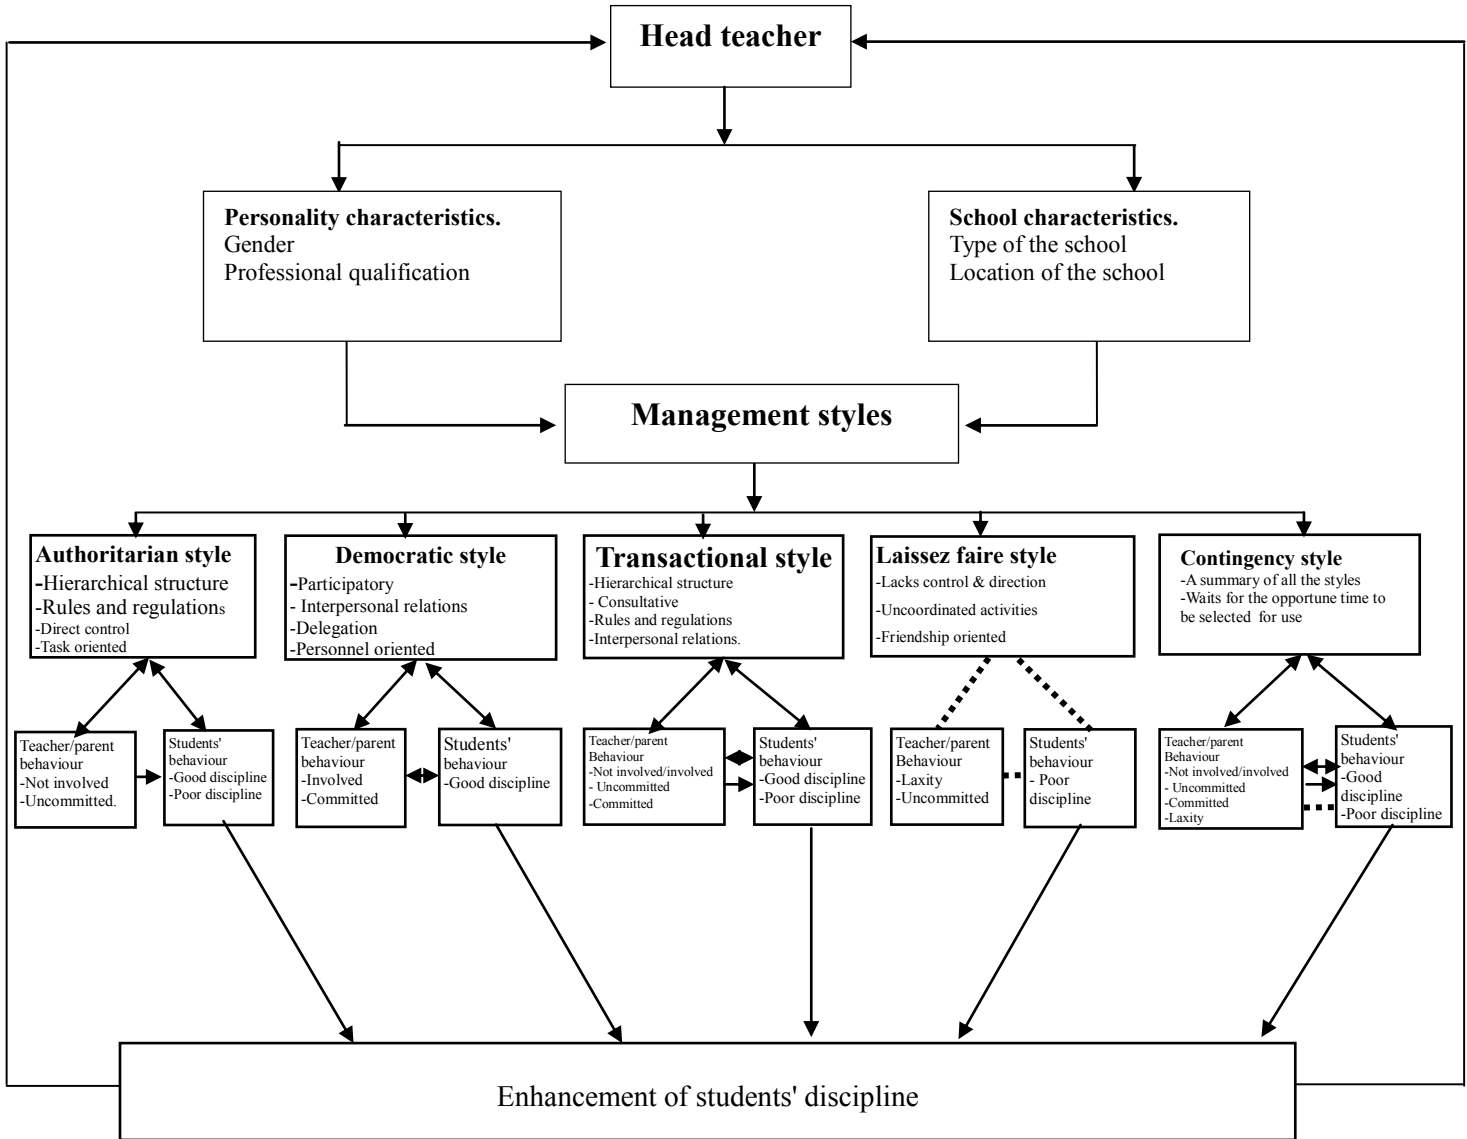 Head teacher
Personality characteristics.
Gender
Professional qualification
School characteristics.
Type of the school
Location of the school
Management styles
Authoritarian style
-Hierarchical structure
-Rules and regulations
-Direct control
-Task oriented
Democratic style
-Participatory
- Interpersonal relations
-Delegation
-Personnel oriented
Transactional style
-Hierarchical structure
- Consultative
-Rules and regulations
-Interpersonal relations.
Laissez faire style
-Lacks control & direction
-Uncoordinated activities
-Friendship oriented
Contingency style
-A summary of all the styles
-Waits for the opportune time to
be selected for use
Teacher/parent
behaviour
-Not involved
-Uncommitted.
Students'
behaviour
-Good discipline
-Poor discipline
Teacher/parent
behaviour
-Involved
-Committed
Students'
behaviour
-Good discipline
Teacher/parent
Behaviour
-Not involved/involved
- Uncommitted
-Committed
Students'
behaviour
-Good discipline
-Poor discipline
Teacher/parent
Behaviour
- Laxity
- Uncommitted
Students'
behaviour
- Poor
discipline
Teacher/parent
Behaviour
-Not involved/involved
- Uncommitted
-Committed
-Laxity
Students'
behaviour
-Good
discipline
-Poor discipline
Enhancement of students' discipline